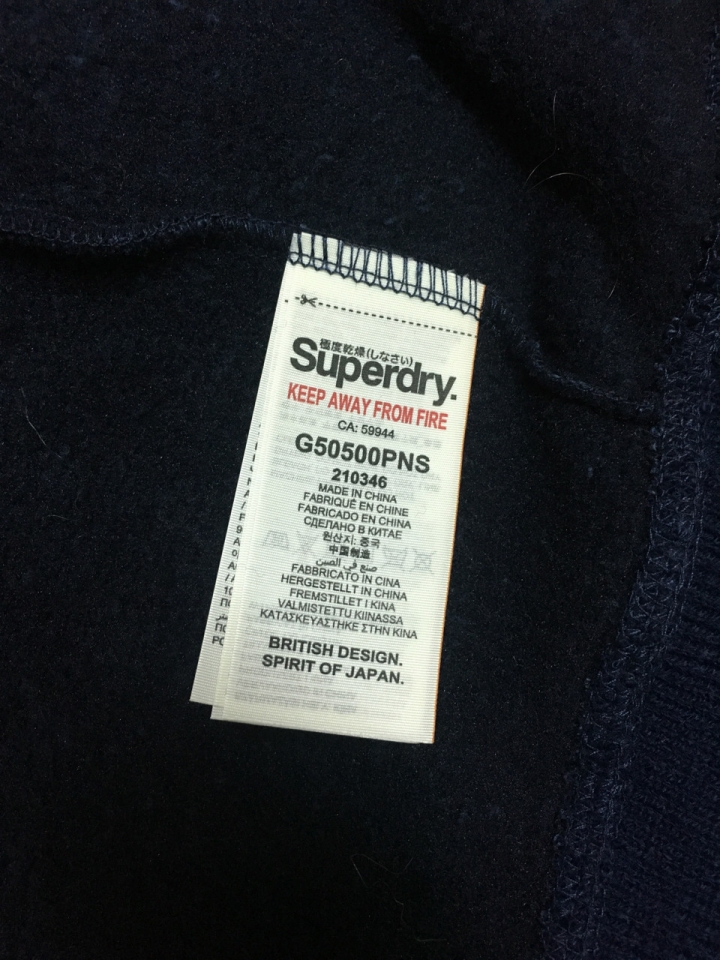 極度乾燥(しなさい)
Superdry.
KEEP AWAY FROM FIRE
CA: 59944
G50500PNS
210346
MADE IN CHINA
FABRIQUÉ EN CHINE
FABRICADO EN CHINA
СДЕЛАНО В КИТАЕ
원산지: 중국
中国制造
صنع في الصين
FABBRICATO IN CINA
HERGESTELLT IN CHINA
FREMSTILLET I KINA
VALMISTETTU KIINASSA
ΚΑΤΑΣΚΕΥΑΣΤΗΚΕ ΣΤΗΝ ΚΙΝΑ
BRITISH DESIGN.
SPIRIT OF JAPAN.